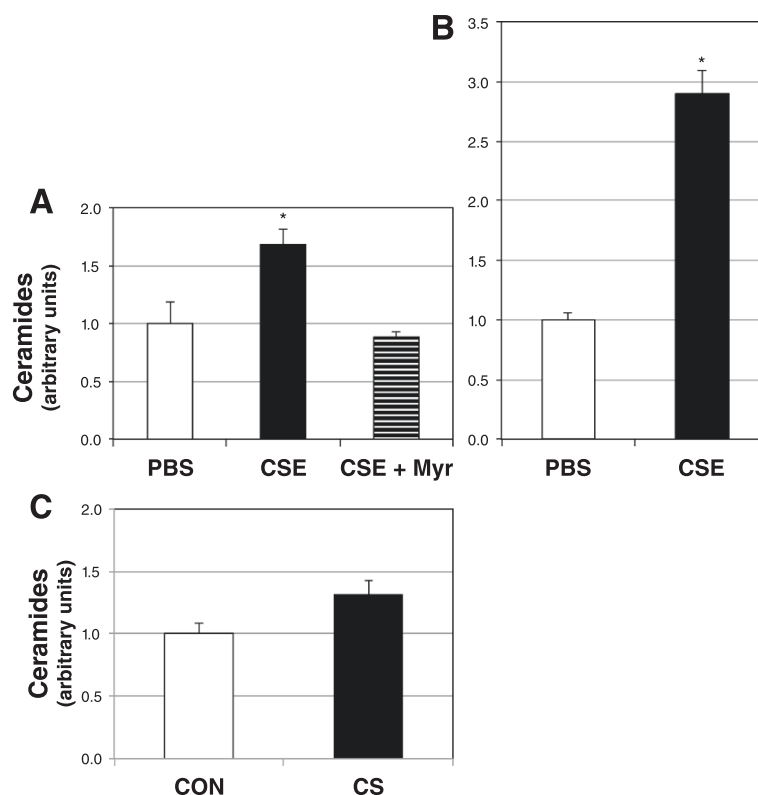 A
Ceramides
(arbitrary units)
2.0
1.5
1.0
0.5
0.0
*
PBS CSE CSE + Myr
B
3.5
3.0
2.5
2.0
1.5
1.0
0.5
0.0
*
PBS CSE
C
Ceramides
(arbitrary units)
2.0
1.5
1.0
0.5
0.0
CON CS